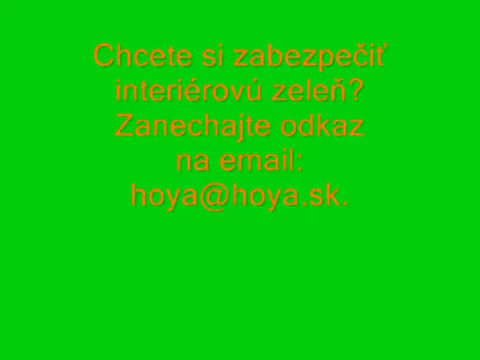 Chcete si zabezpečiť
interiérovú zeleň?
Zanechajte odkaz
na email:
hoya@hoya.sk.